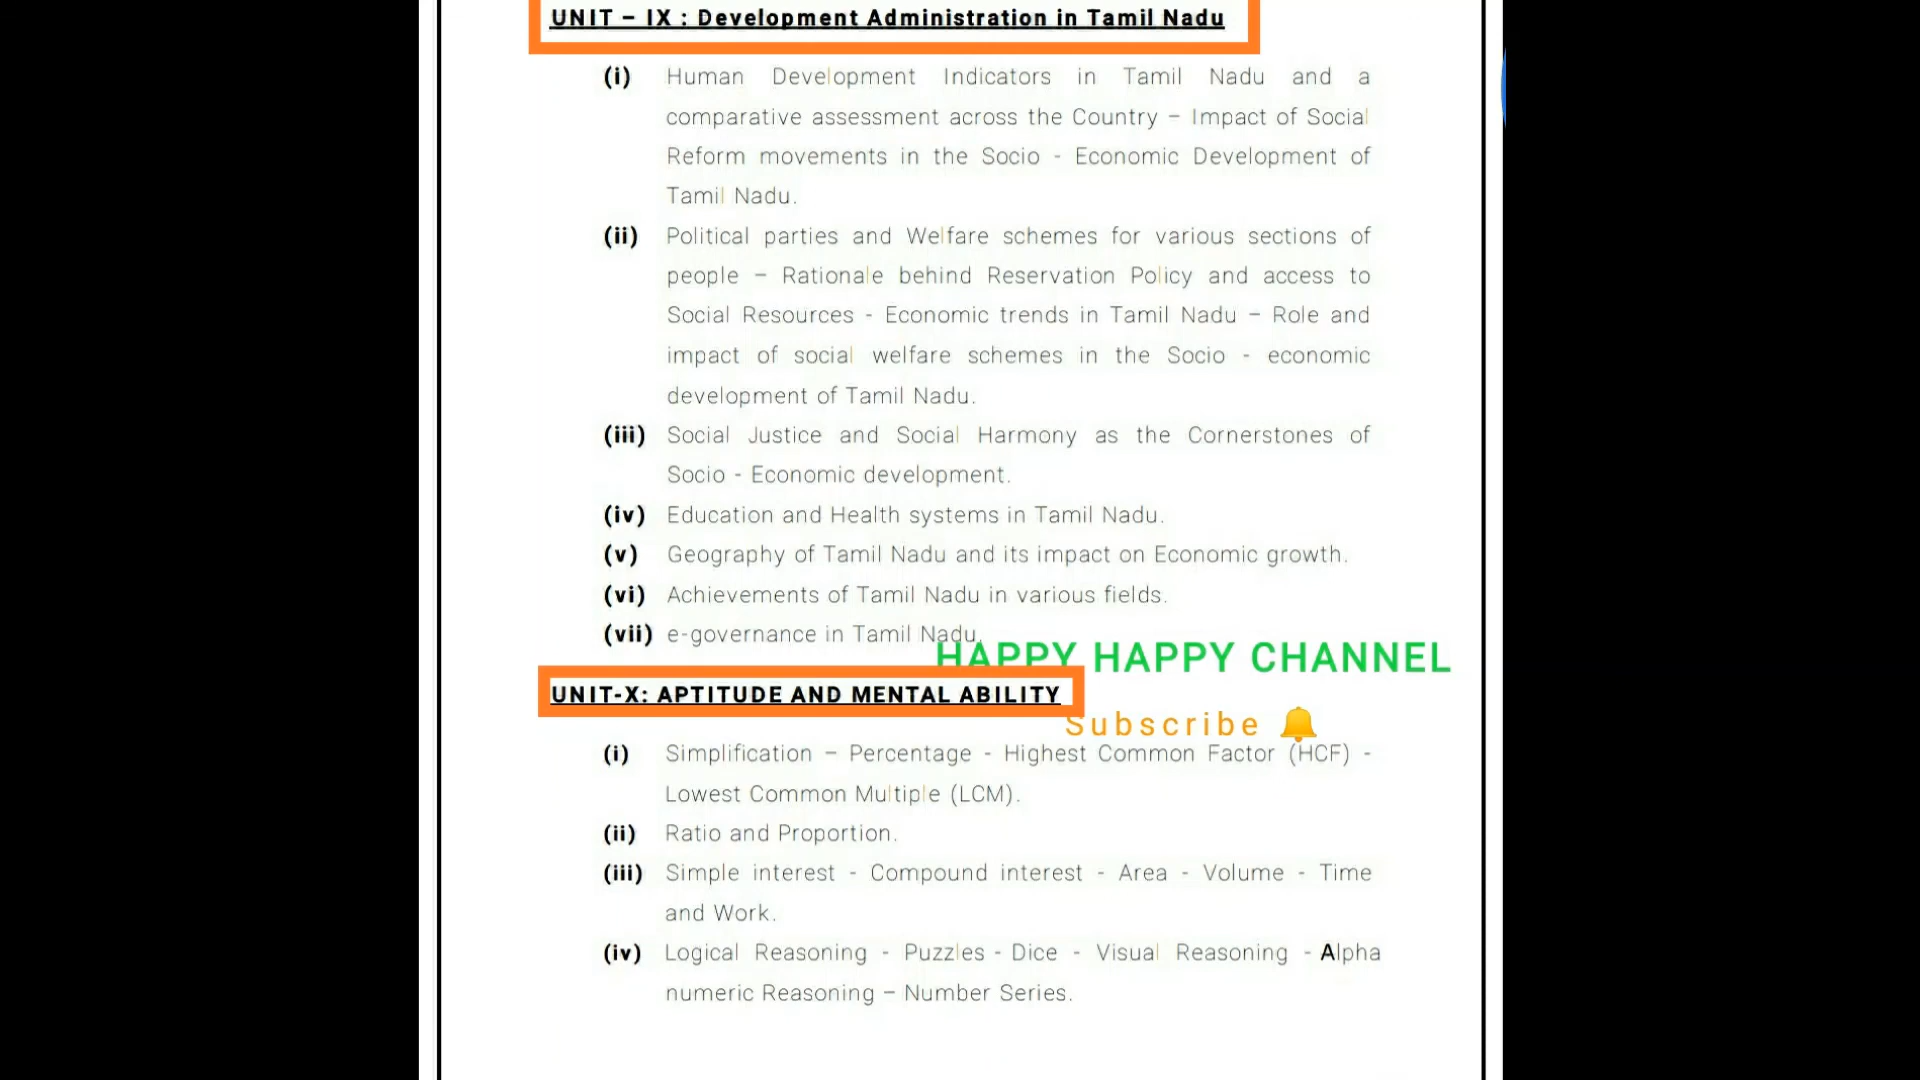 UNIT – IX : Development Administration in Tamil Nadu
(i) Human Development Indicators in Tamil Nadu and a
comparative assessment across the Country – Impact of Social
Reform movements in the Socio - Economic Development of
Tamil Nadu.
(ii) Political parties and Welfare schemes for various sections of
people – Rationale behind Reservation Policy and access to
Social Resources - Economic trends in Tamil Nadu – Role and
impact of social welfare schemes in the Socio - economic
development of Tamil Nadu.
(iii) Social Justice and Social Harmony as the Cornerstones of
Socio - Economic development.
(iv) Education and Health systems in Tamil Nadu.
(v) Geography of Tamil Nadu and its impact on Economic growth.
(vi) Achievements of Tamil Nadu in various fields.
(vii) e-governance in Tamil Nadu.
HAPPY HAPPY CHANNEL
UNIT-X: APTITUDE AND MENTAL ABILITY
Subscribe 🔔
(i) Simplification – Percentage - Highest Common Factor (HCF) -
Lowest Common Multiple (LCM).
(ii) Ratio and Proportion.
(iii) Simple interest - Compound interest - Area - Volume - Time
and Work.
(iv) Logical Reasoning - Puzzles - Dice - Visual Reasoning - Alpha
numeric Reasoning – Number Series.